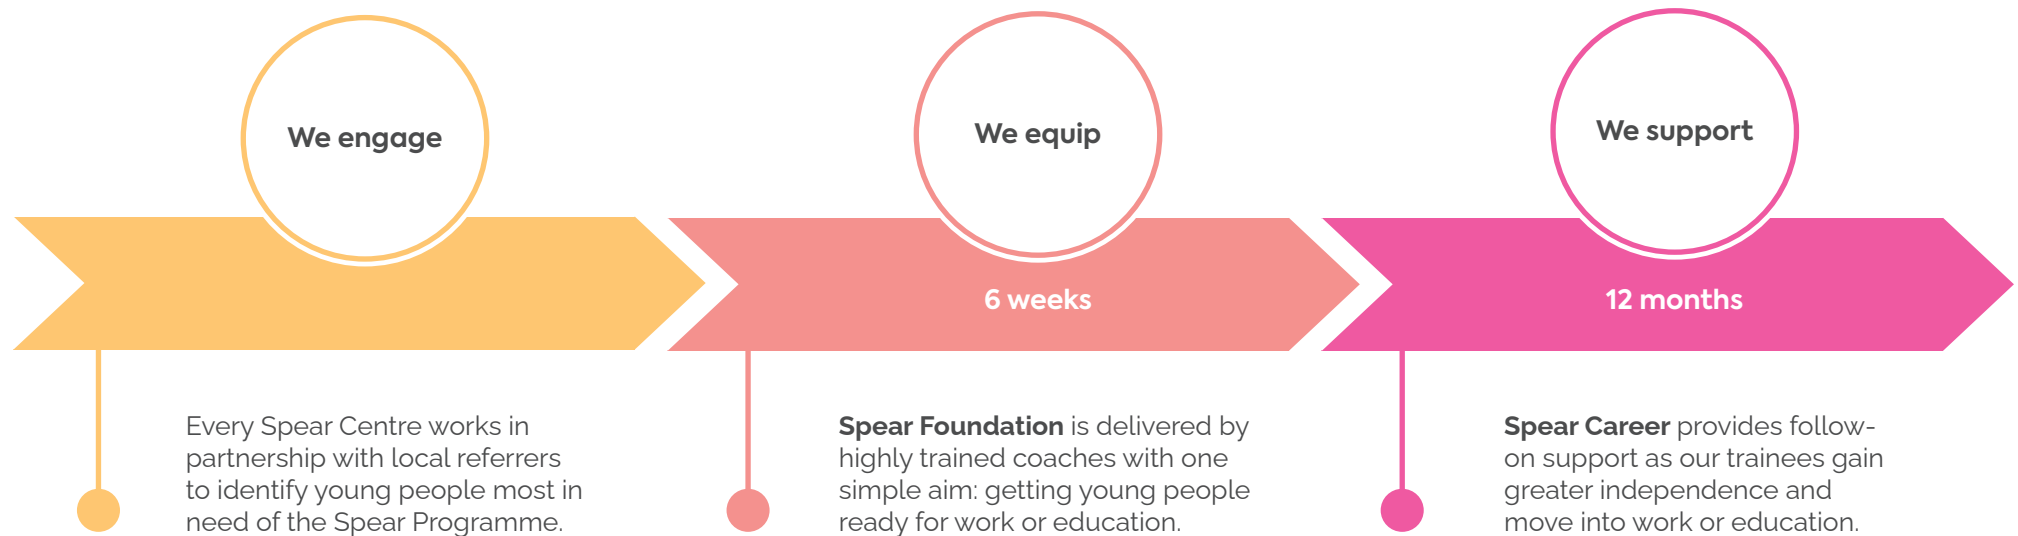 We engage
We equip
We support
6 weeks
12 months
Every Spear Centre works in
partnership with local referrers
to identify young people most in
need of the Spear Programme.
Spear Foundation is delivered by
highly trained coaches with one
simple aim: getting young people
ready for work or education.
Spear Career provides follow-
on support as our trainees gain
greater independence and
move into work or education.